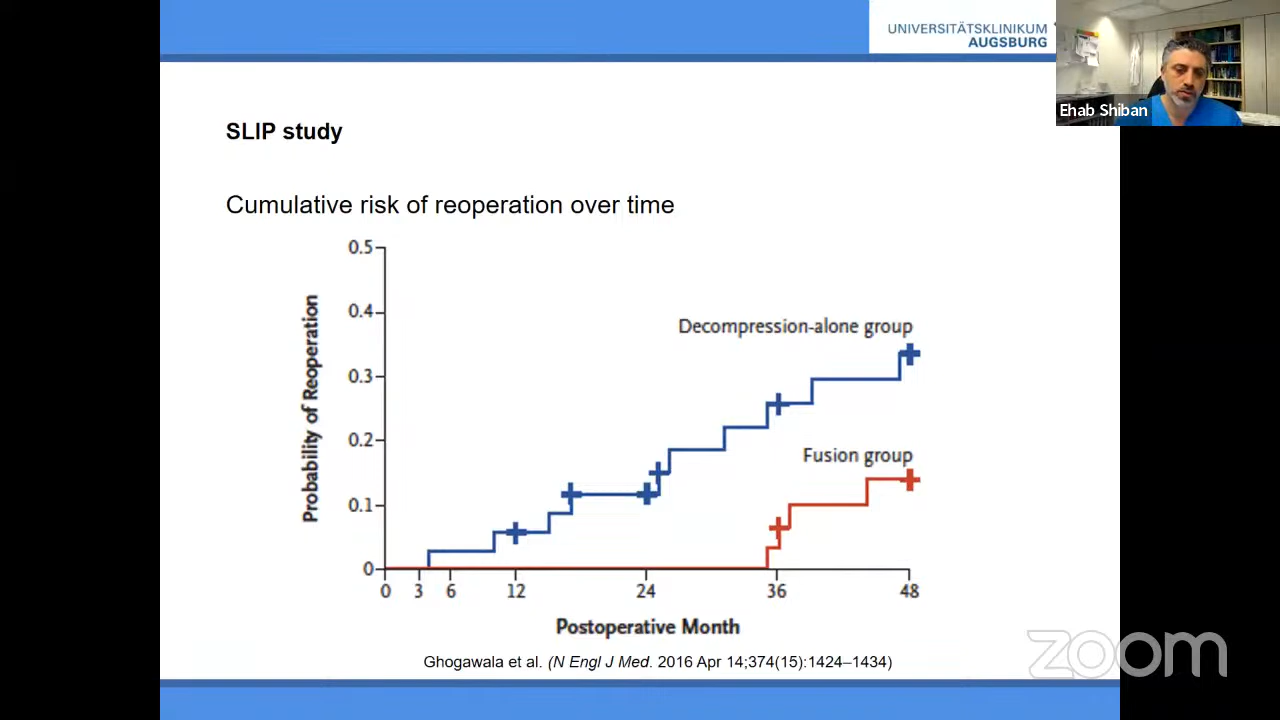 UNIVERSITÄTSKLINIKUM
AUGSBURG
Ehab Shiban
SLIP study
Cumulative risk of reoperation over time
0.5
0.4
0.3
0.2
0.1
0
Probability of Reoperation
Decompression-alone group
Fusion group
0 3 6 12 24 36 48
Postoperative Month
Ghogawala et al. (N Engl J Med. 2016 Apr 14;374(15):1424–1434)
zoom